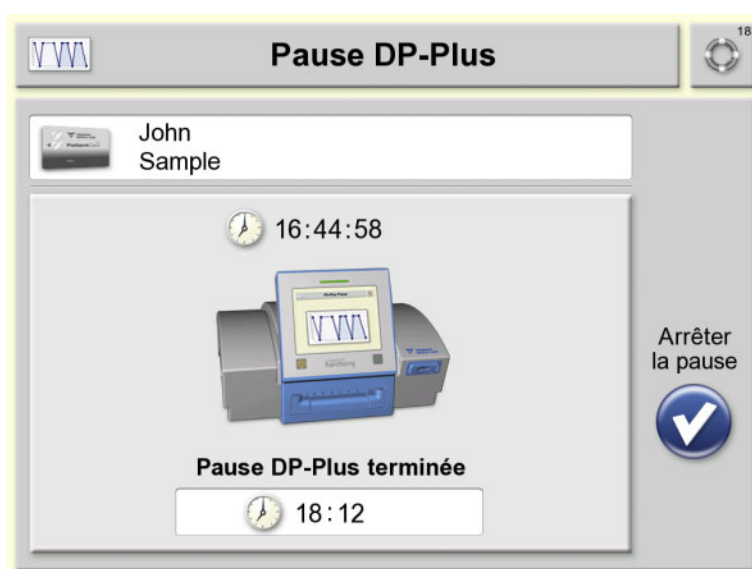 Pause DP-Plus
18
John
Sample
16:44:58
Pause DP-Plus terminée
18:12
Arrêter
la pause